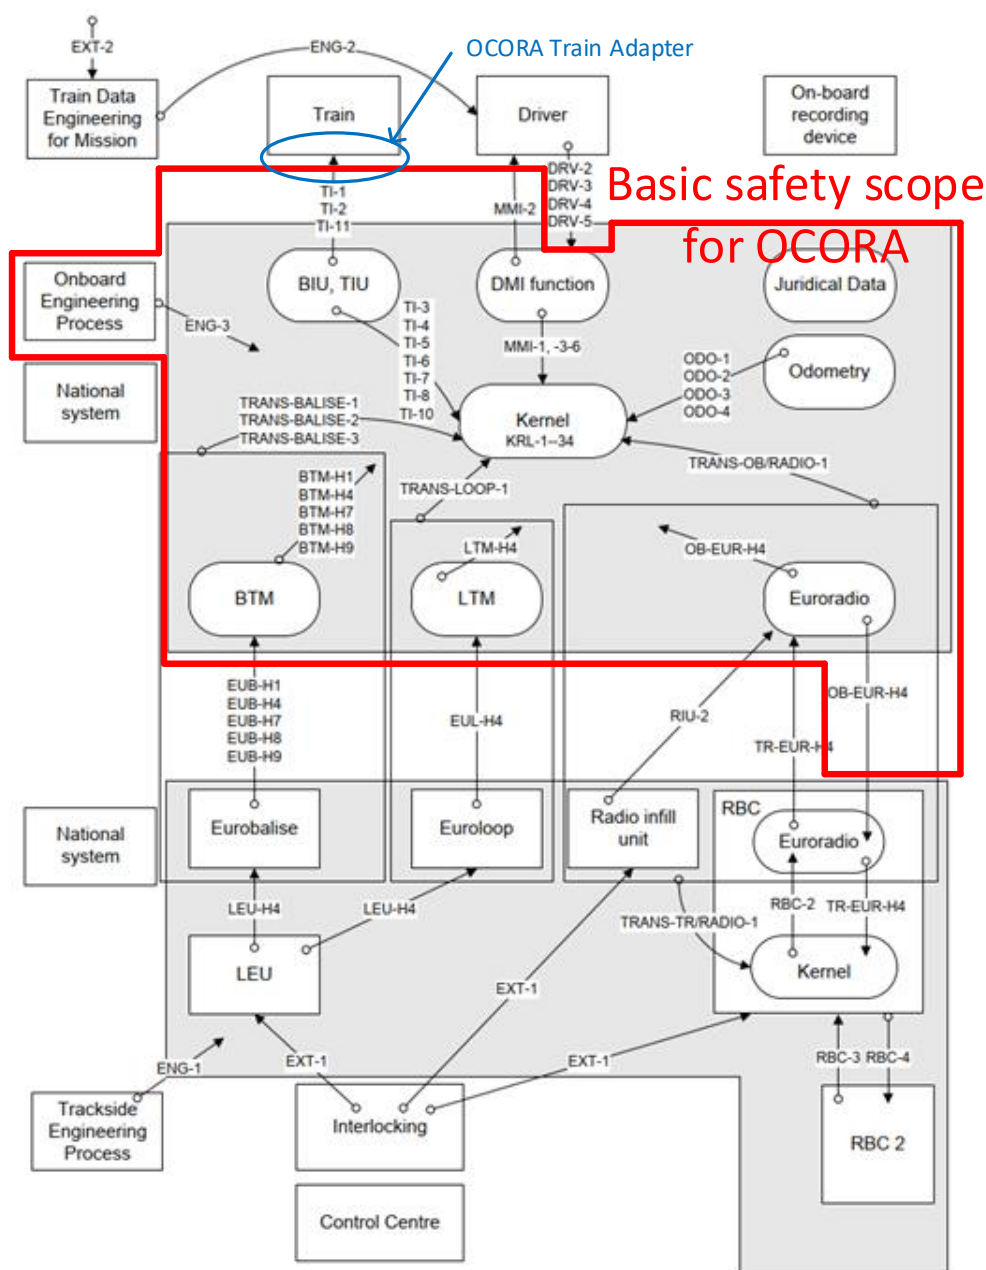 EXT-2
ENG-2
OCORA Train Adapter
Train Data
Engineering
for Mission
Train
Driver
On-board
recording
device
TI-1
TI-2
TI-11
MMI-2
DRV-2
DRV-3
DRV-4
DRV-5
Basic safety scope
for OCORA
Onboard
Engineering
Process
ENG-3
BIU, TIU
DMI function
Juridical Data
TI-3
TI-4
TI-5
TI-6
TI-7
TI-8
TI-10
MMI-1, -3-6
ODO-1
ODO-2
ODO-3
ODO-4
Odometry
National
system
TRANS-BALISE-1
TRANS-BALISE-2
TRANS-BALISE-3
Kernel
KRL-1--34
TRANS-OB/RADIO-1
BTM-H1
BTM-H4
BTM-H7
BTM-H8
BTM-H9
TRANS-LOOP-1
LTM-H4
OB-EUR-H4
BTM
LTM
Euroradio
EUB-H1
EUB-H4
EUB-H7
EUB-H8
EUB-H9
EUL-H4
RIU-2
OB-EUR-H4
TR-EUR-H4
National
system
Eurobalise
Euroloop
Radio infill
unit
RBC
Euroradio
LEU-H4
LEU-H4
TRANS-TR/RADIO-1
RBC-2
TR-EUR-H4
LEU
Kernel
EXT-1
ENG-1
EXT-1
EXT-1
RBC-3
RBC-4
Trackside
Engineering
Process
Interlocking
RBC 2
Control Centre